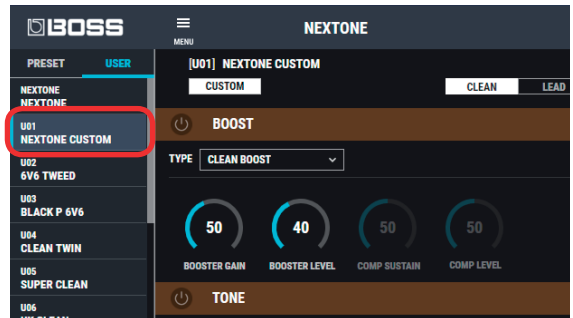 BOSS
MENU
NEXTONE
PRESET
USER
NEXTONE
NEXTONE
U01
NEXTONE CUSTOM
U02
6V6 TWEED
U03
BLACK P 6V6
U04
CLEAN TWIN
U05
SUPER CLEAN
U06
[U01] NEXTONE CUSTOM
CUSTOM
CLEAN
LEAD
BOOST
TYPE
CLEAN BOOST
50
40
50
50
BOOSTER GAIN
BOOSTER LEVEL
COMP SUSTAIN
COMP LEVEL
TONE